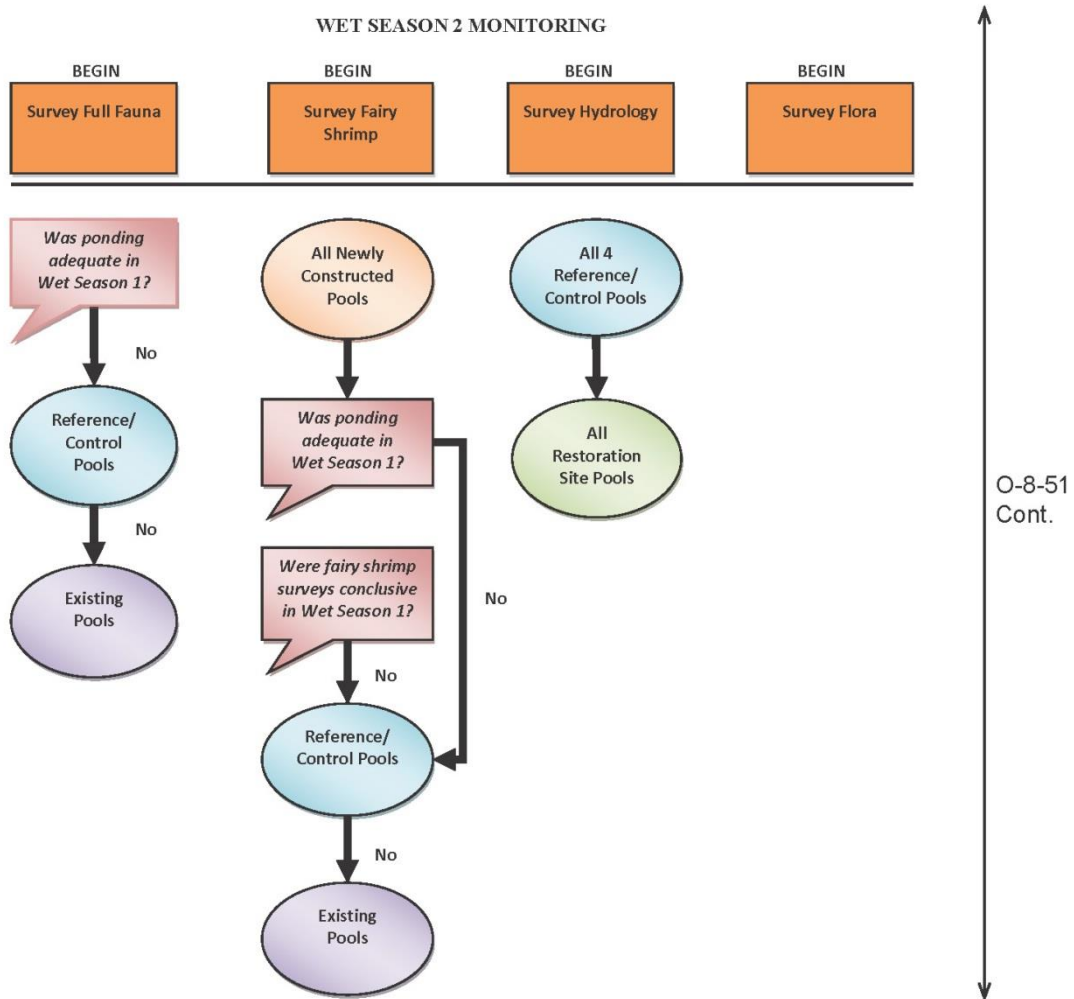 WET SEASON 2 MONITORING
BEGIN
Survey Full Fauna
BEGIN
Survey Fairy
Shrimp
BEGIN
Survey Hydrology
BEGIN
Survey Flora
Was ponding
adequate in
Wet Season 1?
No
Reference/
Control
Pools
No
Existing
Pools
All Newly
Constructed
Pools
Was ponding
adequate in
Wet Season 1?
No
Were fairy shrimp
surveys conclusive
in Wet Season 1?
No
Reference/
Control Pools
No
Existing
Pools
All 4
Reference/
Control Pools
All
Restoration
Site Pools
O-8-51
Cont.